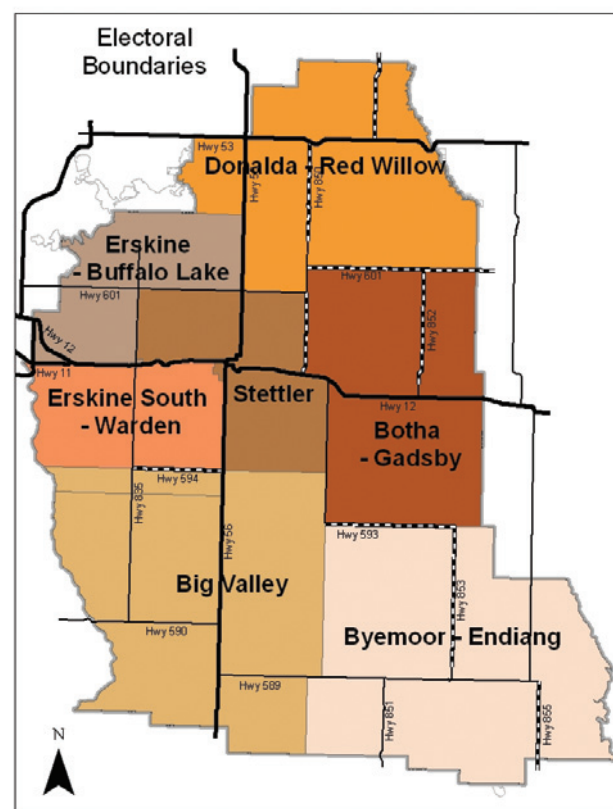 Electoral
Boundaries
Hwy 53
Donalda - Red Willow
Hwy 850
Erskine
- Buffalo Lake
Hwy 601
Hwy 601
Hwy 852
Hwy 12
Hwy 11
Erskine South
- Warden
Stettler
Hwy 12
Botha
- Gadsby
Hwy 594
Hwy 835
Hwy 56
Hwy 593
Big Valley
Hwy 853
Byemoor - Endiang
Hwy 590
Hwy 589
Hwy 851
Hwy 855
N